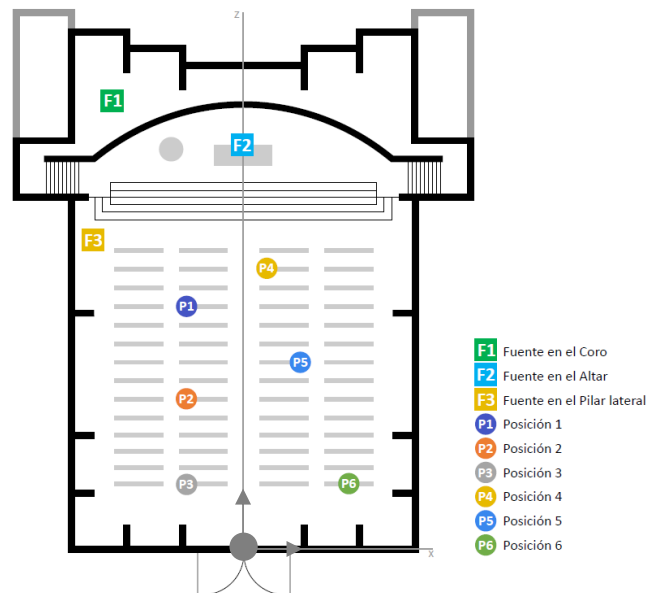 Z
F1
F2
F3
P4
P1
P5
P2
P3
P6
X
F1 Fuente en el Coro
F2 Fuente en el Altar
F3 Fuente en el Pilar lateral
P1 Posición 1
P2 Posición 2
P3 Posición 3
P4 Posición 4
P5 Posición 5
P6 Posición 6